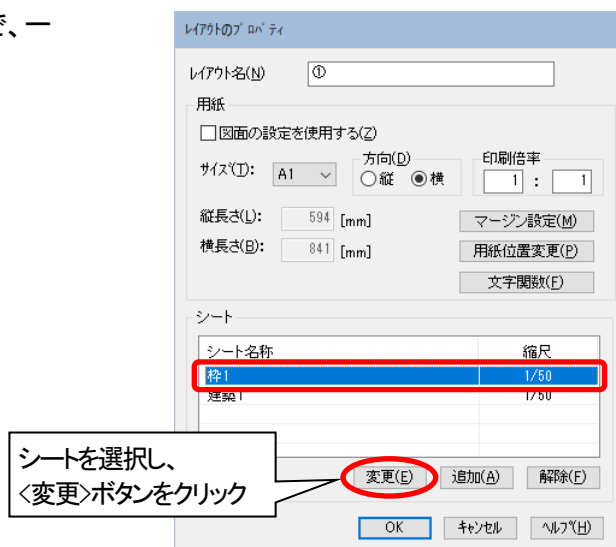 で、一
ﾚｲｱｳﾄのﾌﾟﾛﾊﾟﾃｨ
ﾚｲｱｳﾄ名(N) ①
用紙
図面の設定を使用する(Z)
ｻｲｽﾞ(T): A1 方向(D) 縦 横 印刷倍率 1 : 1
縦長さ(L): 594 [mm] マージン設定(M)
横長さ(B): 841 [mm] 用紙位置変更(P)
文字関数(F)
シート
シート名称 縮尺
枠1 1/50
建築1 1/50
シートを選択し、
<変更>ボタンをクリック
変更(E) 追加(A) 解除(F)
OK ｷｬﾝｾﾙ ﾍﾙﾌﾟ(H)